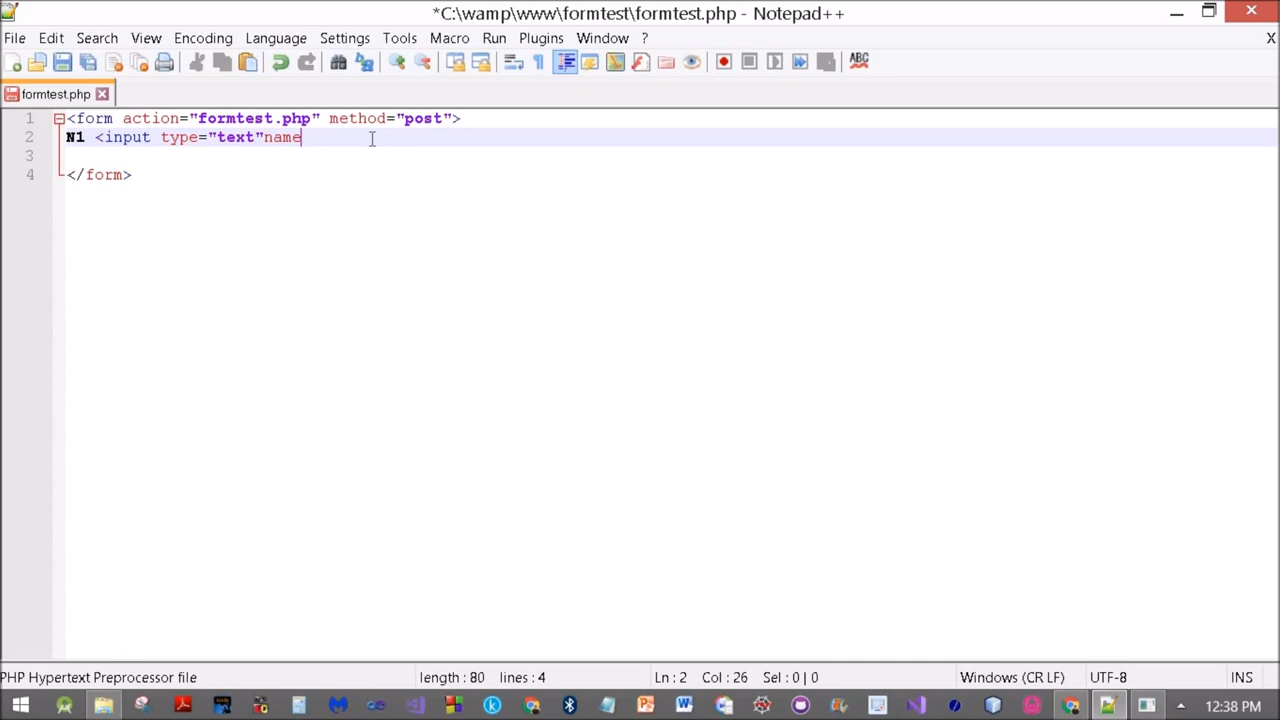 *C:\wamp\www\formtest\formtest.php - Notepad++
File Edit Search View Encoding Language Settings Tools Macro Run Plugins Window ? X
ABC
formtest.php
1 <form action="formtest.php" method="post">
2 N1 <input type="text"name
3
4 </form>
PHP Hypertext Preprocessor file length : 80 lines : 4 Ln : 2 Col : 26 Sel : 0 | 0 Windows (CR LF) UTF-8 INS
12:38 PM